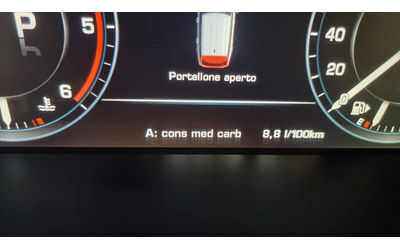 P
5
6
40
20
0
E
Portellone aperto
A: cons med carb 8,8 l/100km